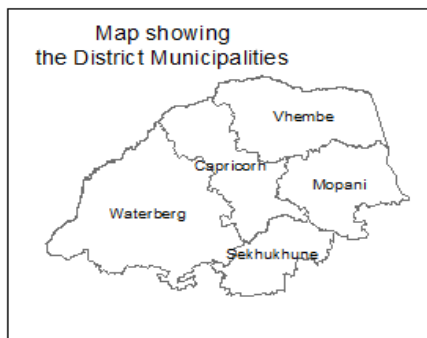 Map showing
the District Municipalities
Vhembe
Capricorn
Mopani
Waterberg
Sekhukhune